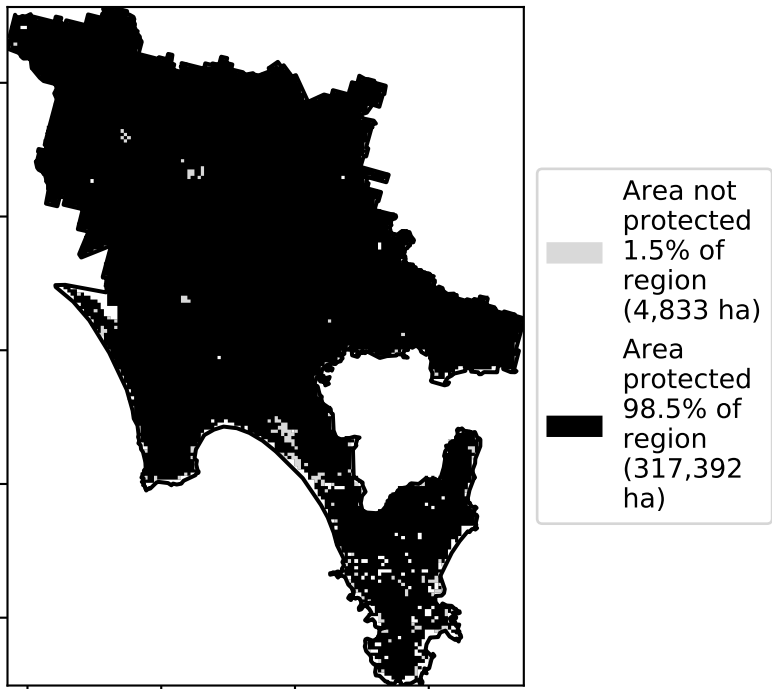 Area not
protected
1.5% of
region
(4,833 ha)
Area
protected
98.5% of
region
(317,392
ha)